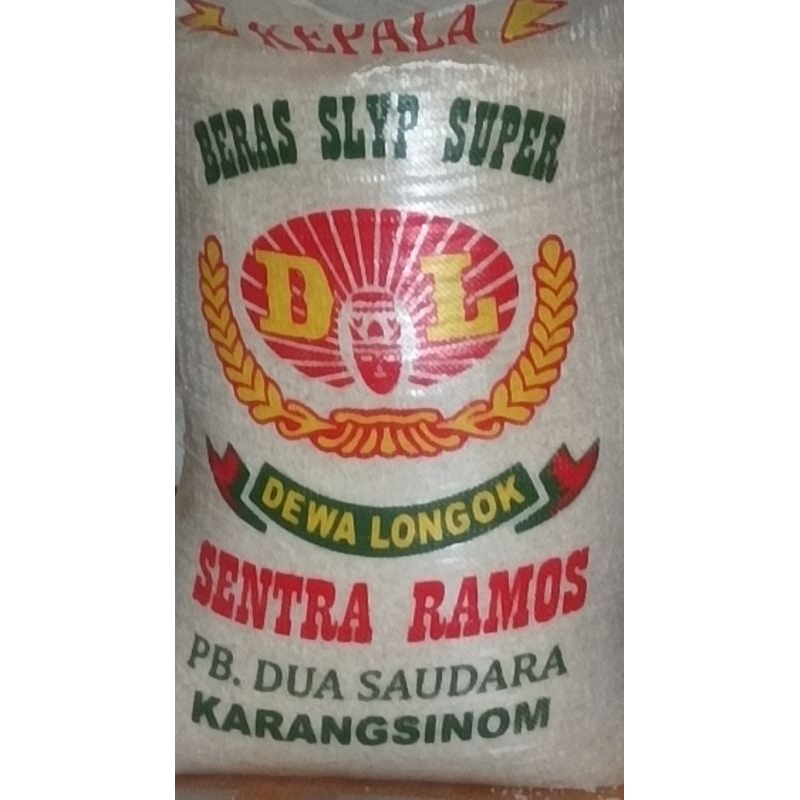 KEPALA
BERAS SLYP SUPER
D L
DEWA LONGOK
SENTRA RAMOS
PB. DUA SAUDARA
KARANGSINOM